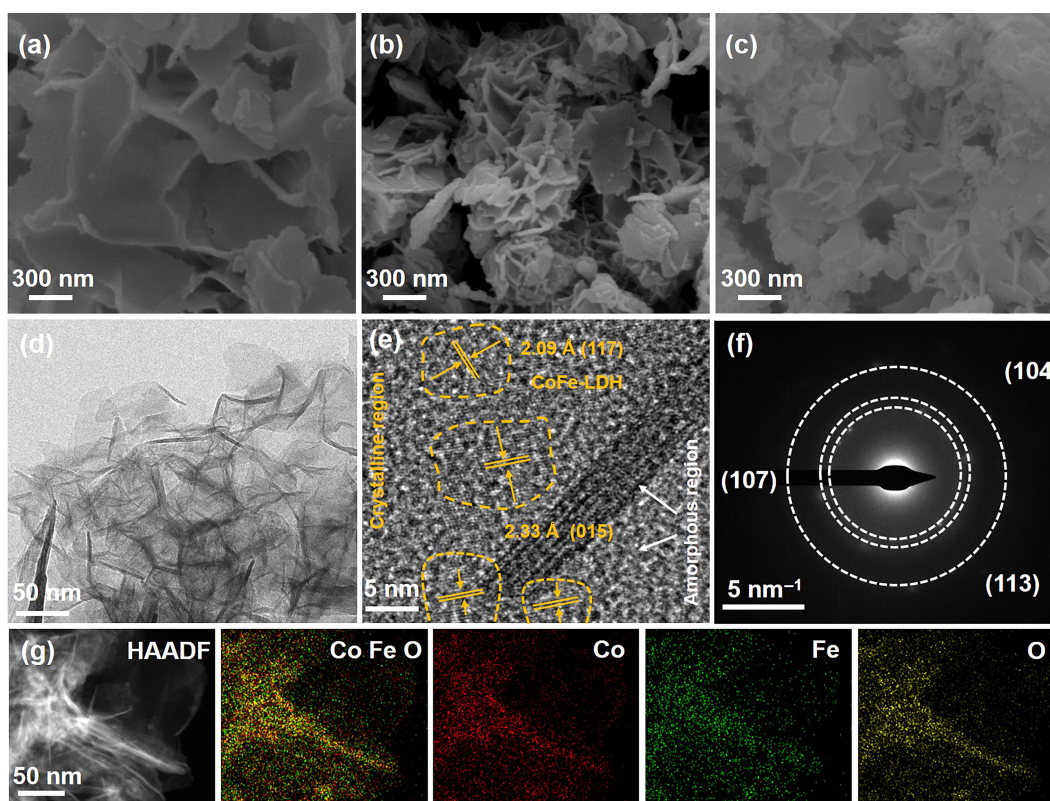 (a)
300 nm
(b)
300 nm
(c)
300 nm
(d)
50 nm
(e)
2.09 Å (117)
CoFe-LDH
Crystalline region
2.33 Å (015)
Amorphous region
5 nm
(f)
(104
(107)
(113)
5 nm⁻¹
(g)
HAADF
50 nm
Co Fe O
Co
Fe
O